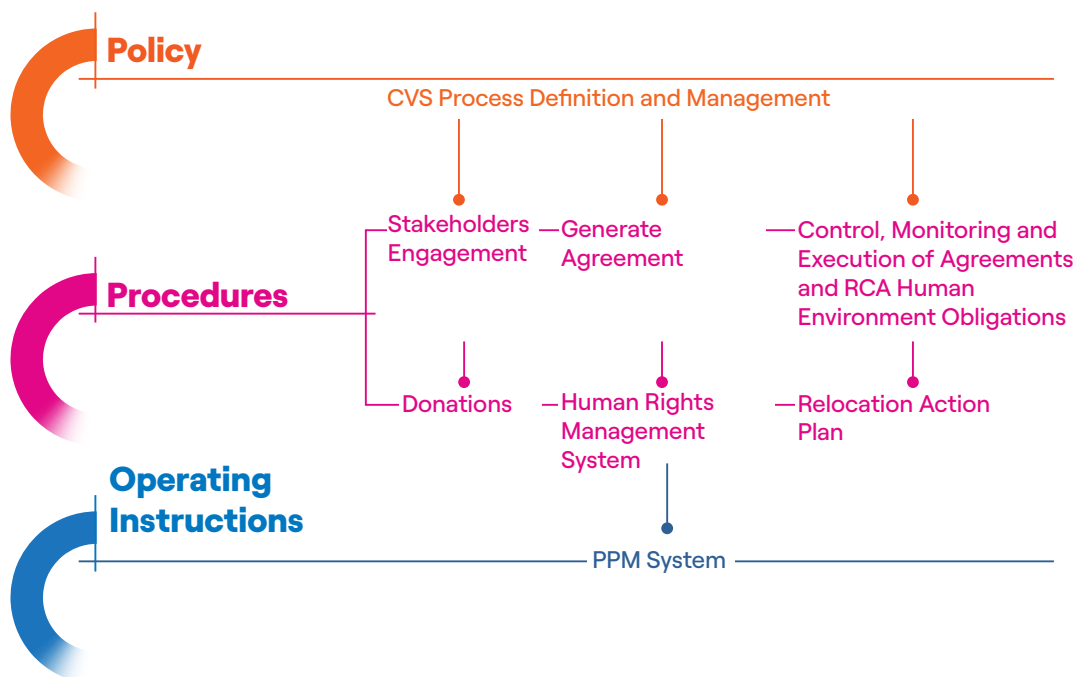 Policy
CVS Process Definition and Management
Stakeholders
Engagement
Generate
Agreement
Control, Monitoring and
Execution of Agreements
and RCA Human
Environment Obligations
Procedures
Donations
Human Rights
Management
System
Relocation Action
Plan
Operating
Instructions
PPM System